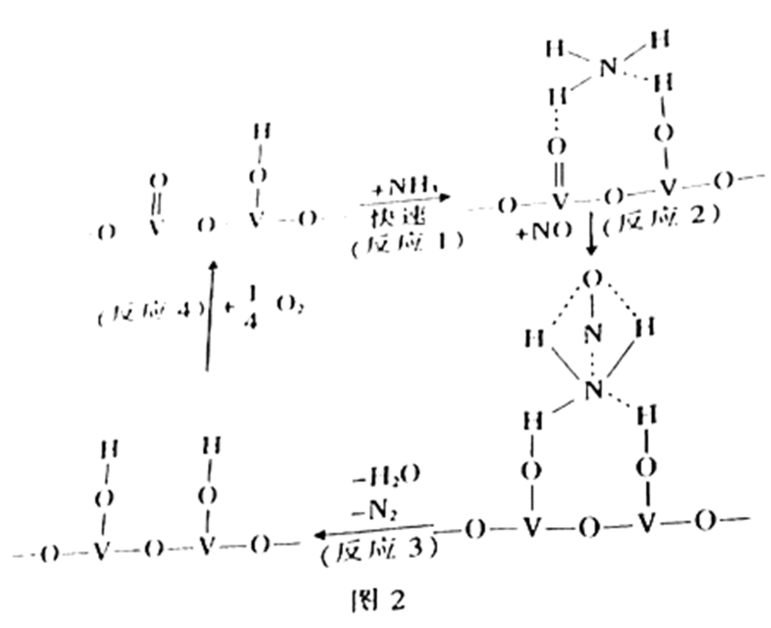 H H
N
H H
O O
O V O V O
H
O O
O V O V O
+NH₃
快速
(反应 1)
+NO (反应 2)
(反应 4) + 1/4 O₂
O
H N H
N
H H
O O
O—V—O—V—O
H H
O O
O—V—O—V—O
−H₂O
−N₂
(反应 3)
图 2